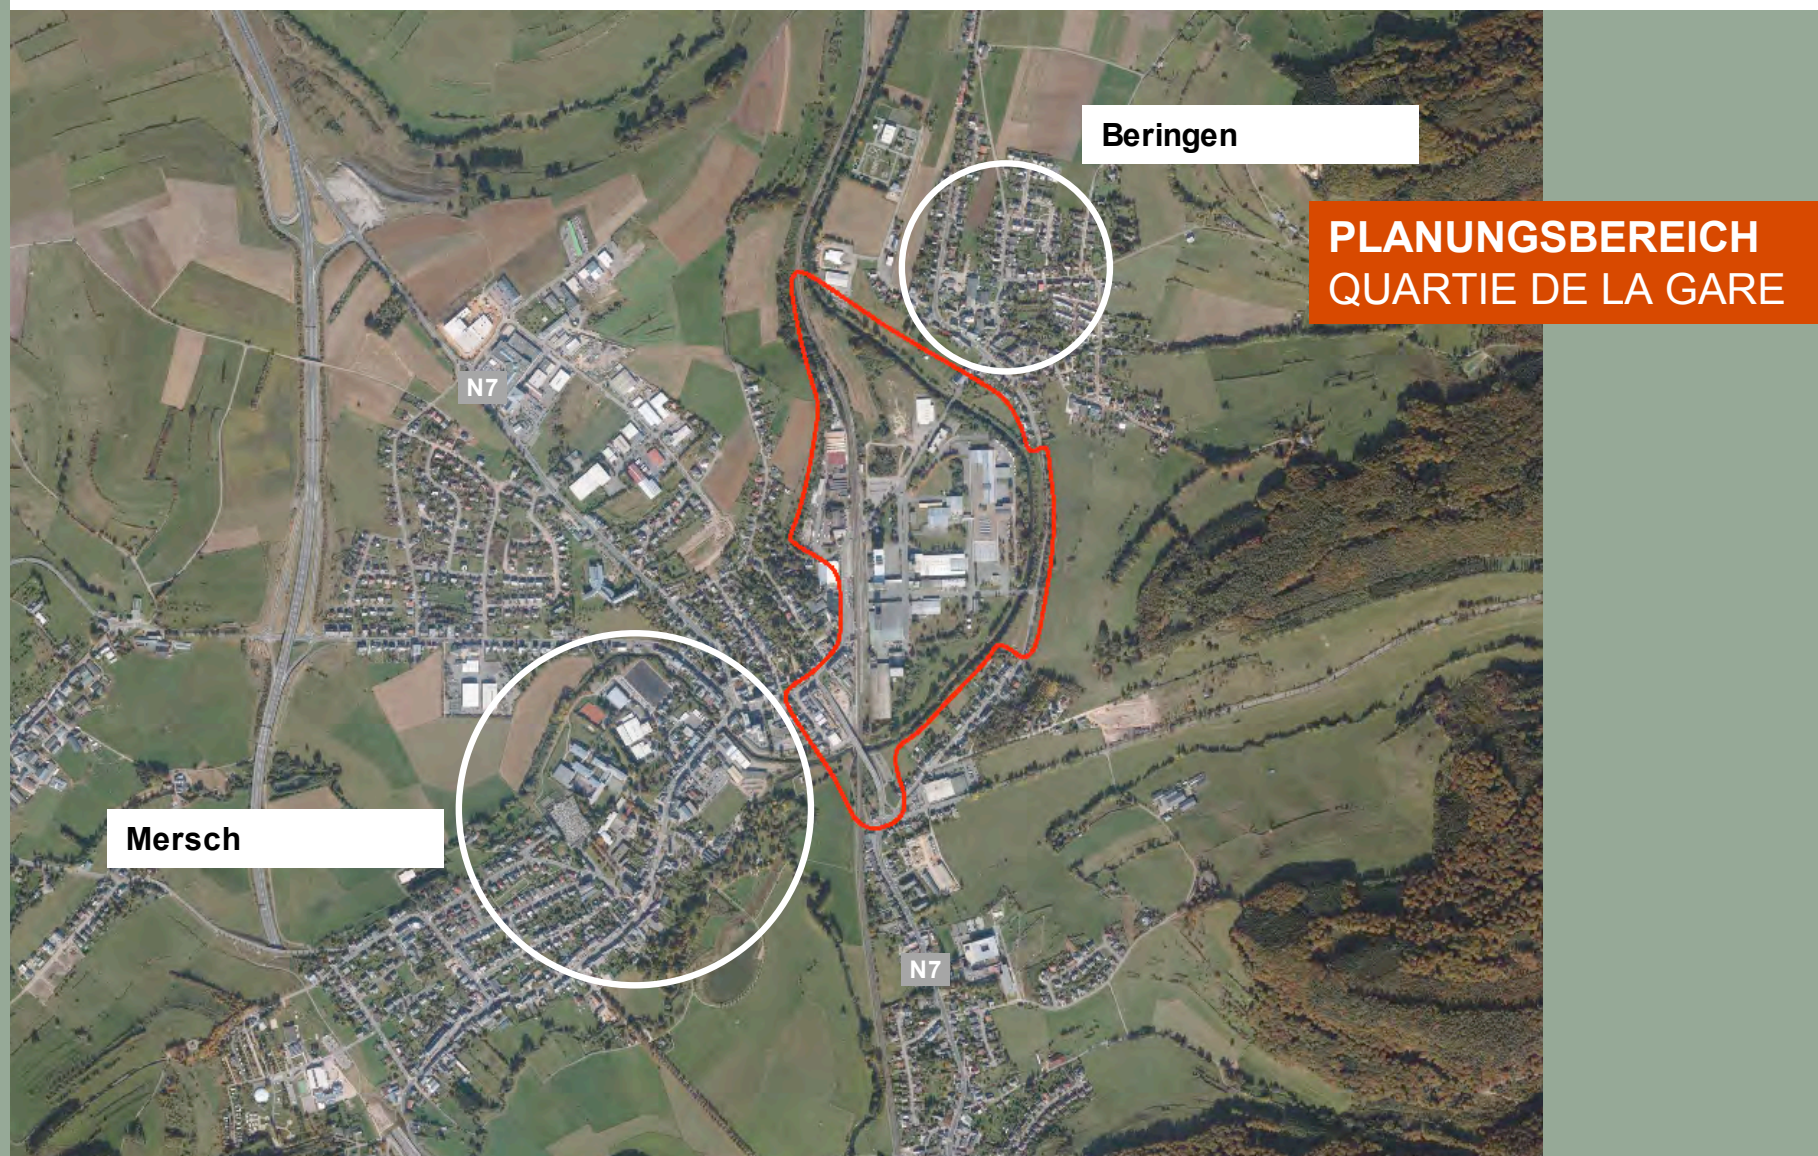 Beringen
PLANUNGSBEREICH
QUARTIE DE LA GARE
N7
Mersch
N7